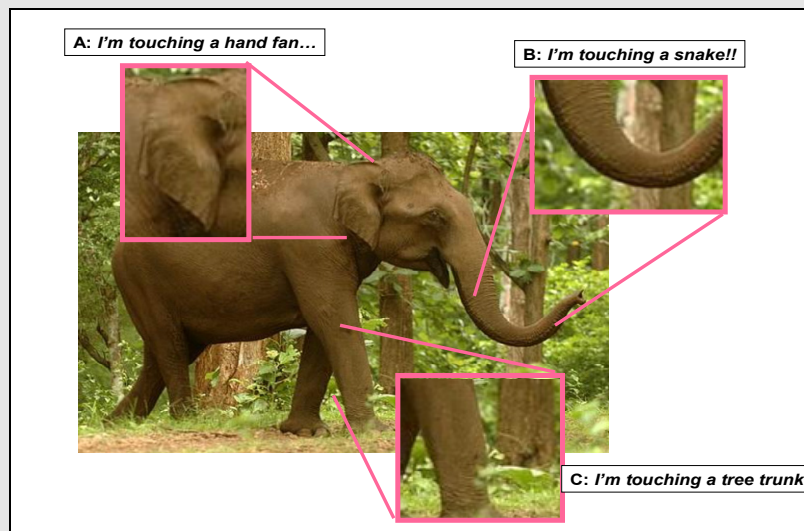 A: I'm touching a hand fan…
B: I'm touching a snake!!
C: I'm touching a tree trunk